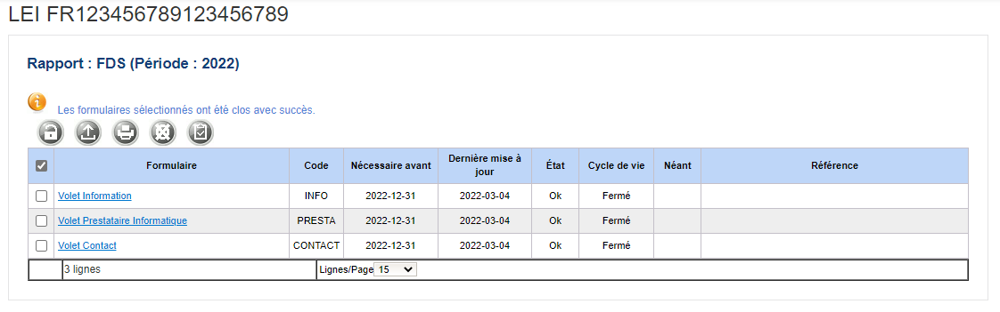 LEI FR123456789123456789
Rapport : FDS (Période : 2022)
Les formulaires sélectionnés ont été clos avec succès.
Formulaire Code Nécessaire avant Dernière mise à jour État Cycle de vie Néant Référence
Volet Information INFO 2022-12-31 2022-03-04 Ok Fermé
Volet Prestataire Informatique PRESTA 2022-12-31 2022-03-04 Ok Fermé
Volet Contact CONTACT 2022-12-31 2022-03-04 Ok Fermé
3 lignes Lignes/Page 15